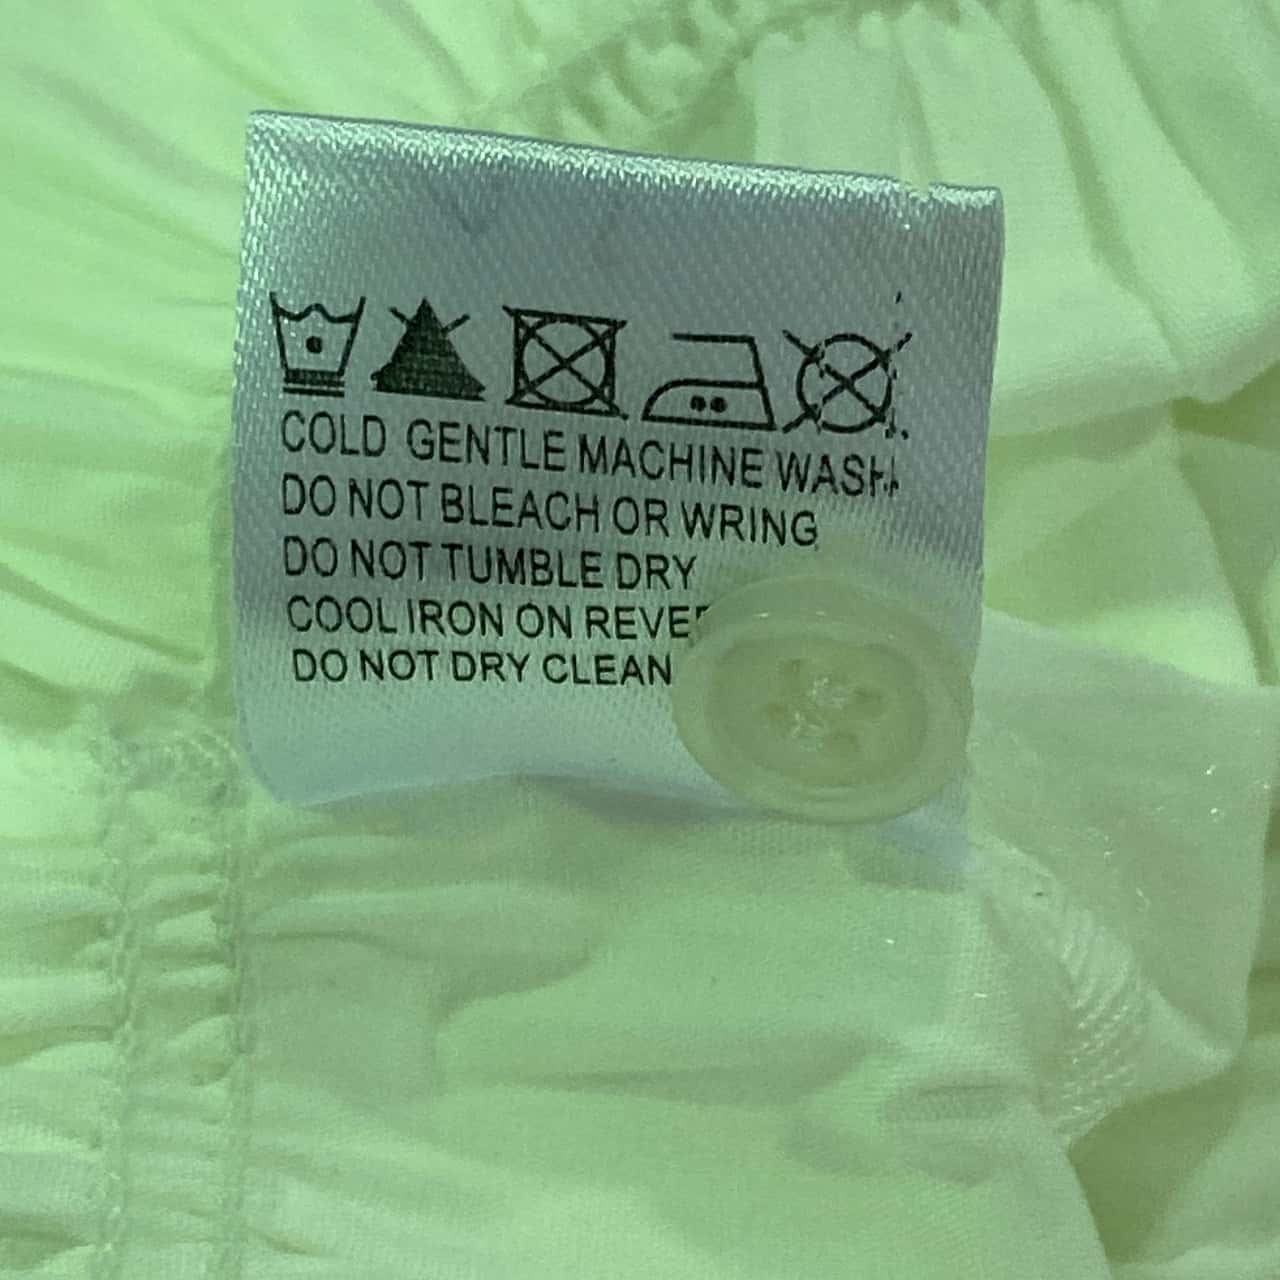 COLD GENTLE MACHINE WASH
DO NOT BLEACH OR WRING
DO NOT TUMBLE DRY
COOL IRON ON
DO NOT DRY CLEAN